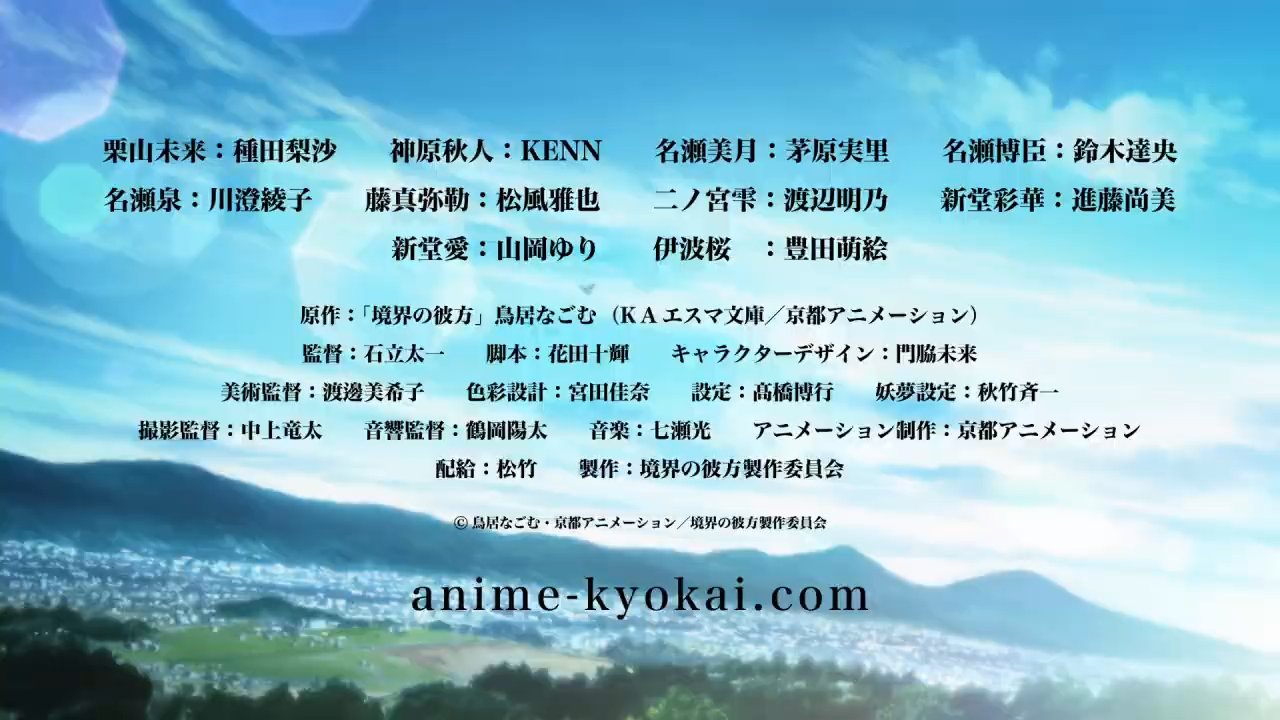 栗山未来：種田梨沙　　神原秋人：KENN　　名瀬美月：茅原実里　　名瀬博臣：鈴木達央
名瀬泉：川澄綾子　　藤真弥勒：松風雅也　　二ノ宮雫：渡辺明乃　　新堂彩華：進藤尚美
新堂愛：山岡ゆり　　伊波桜　：豊田萌絵
原作：「境界の彼方」鳥居なごむ（KAエスマ文庫／京都アニメーション）
監督：石立太一　　脚本：花田十輝　　キャラクターデザイン：門脇未来
美術監督：渡邊美希子　　色彩設計：宮田佳奈　　設定：髙橋博行　　妖夢設定：秋竹斉一
撮影監督：中上竜太　　音響監督：鶴岡陽太　　音楽：七瀬光　　アニメーション制作：京都アニメーション
配給：松竹　　製作：境界の彼方製作委員会
© 鳥居なごむ・京都アニメーション／境界の彼方製作委員会
anime-kyokai.com